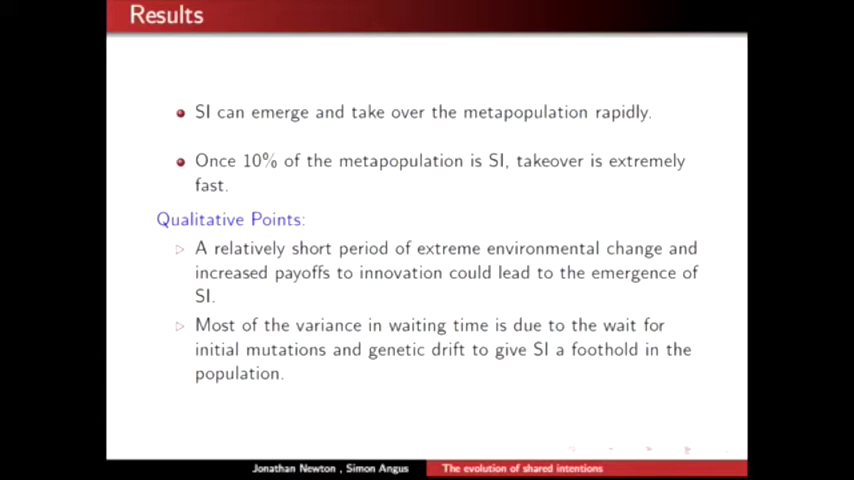 Results
SI can emerge and take over the metapopulation rapidly.
Once 10% of the metapopulation is SI, takeover is extremely
fast.
Qualitative Points:
A relatively short period of extreme environmental change and
increased payoffs to innovation could lead to the emergence of
SI.
Most of the variance in waiting time is due to the wait for
initial mutations and genetic drift to give SI a foothold in the
population.
Jonathan Newton , Simon Angus The evolution of shared intentions